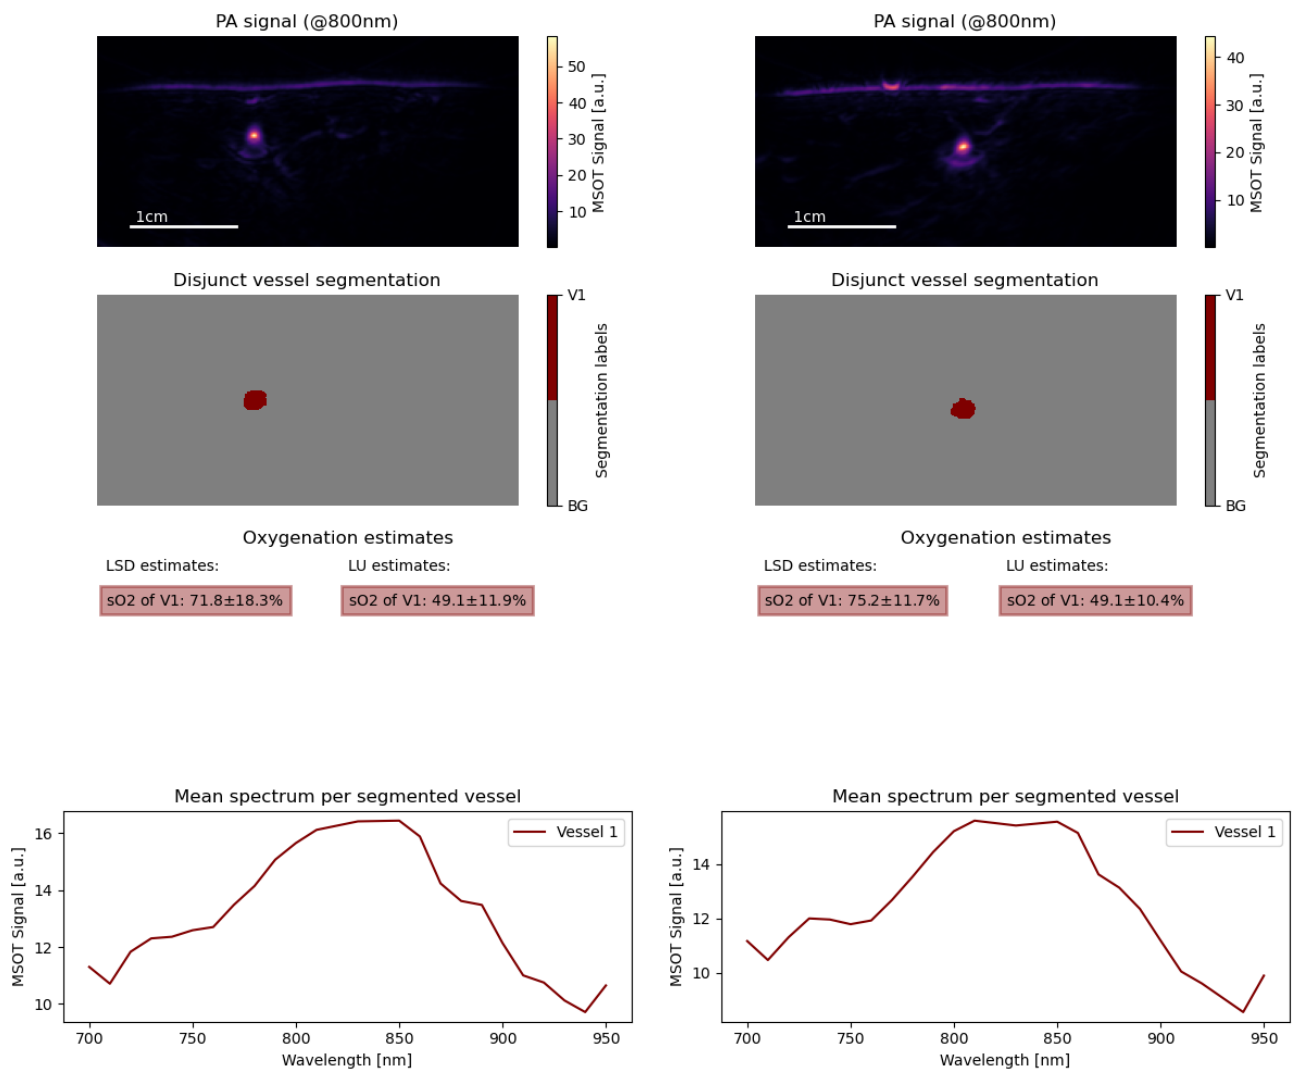 PA signal (@800nm)
50
40
30
20
10
MSOT Signal [a.u.]
1cm
Disjunct vessel segmentation
V1
BG
Segmentation labels
Oxygenation estimates
LSD estimates:
LU estimates:
sO2 of V1: 71.8±18.3%
sO2 of V1: 49.1±11.9%
Mean spectrum per segmented vessel
Vessel 1
16
14
12
10
MSOT Signal [a.u.]
700
750
800
850
900
950
Wavelength [nm]
PA signal (@800nm)
40
30
20
10
MSOT Signal [a.u.]
1cm
Disjunct vessel segmentation
V1
BG
Segmentation labels
Oxygenation estimates
LSD estimates:
LU estimates:
sO2 of V1: 75.2±11.7%
sO2 of V1: 49.1±10.4%
Mean spectrum per segmented vessel
Vessel 1
14
12
10
MSOT Signal [a.u.]
700
750
800
850
900
950
Wavelength [nm]